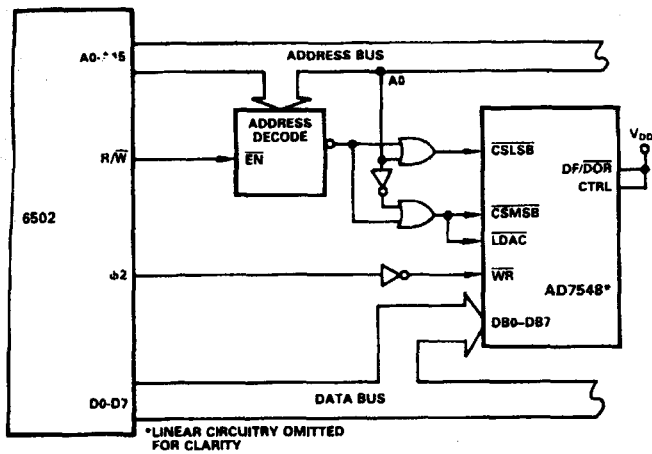 ADDRESS BUS
A0-A15
A0
ADDRESS
DECODE
VDD
R/W
EN
CSLSB
DF/DOR
CTRL
6502
CSMSB
LDAC
ϕ2
WR
AD7548*
DB0–DB7
DATA BUS
D0-D7
*LINEAR CIRCUITRY OMITTED
FOR CLARITY